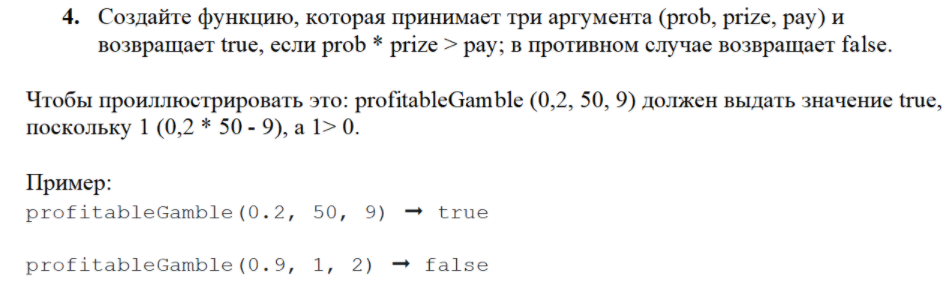 4. Создайте функцию, которая принимает три аргумента (prob, prize, pay) и
возвращает true, если prob * prize > pay; в противном случае возвращает false.
Чтобы проиллюстрировать это: profitableGamble (0,2, 50, 9) должен выдать значение true,
поскольку 1 (0,2 * 50 - 9), а 1> 0.
Пример:
profitableGamble(0.2, 50, 9) ➞ true
profitableGamble(0.9, 1, 2) ➞ false